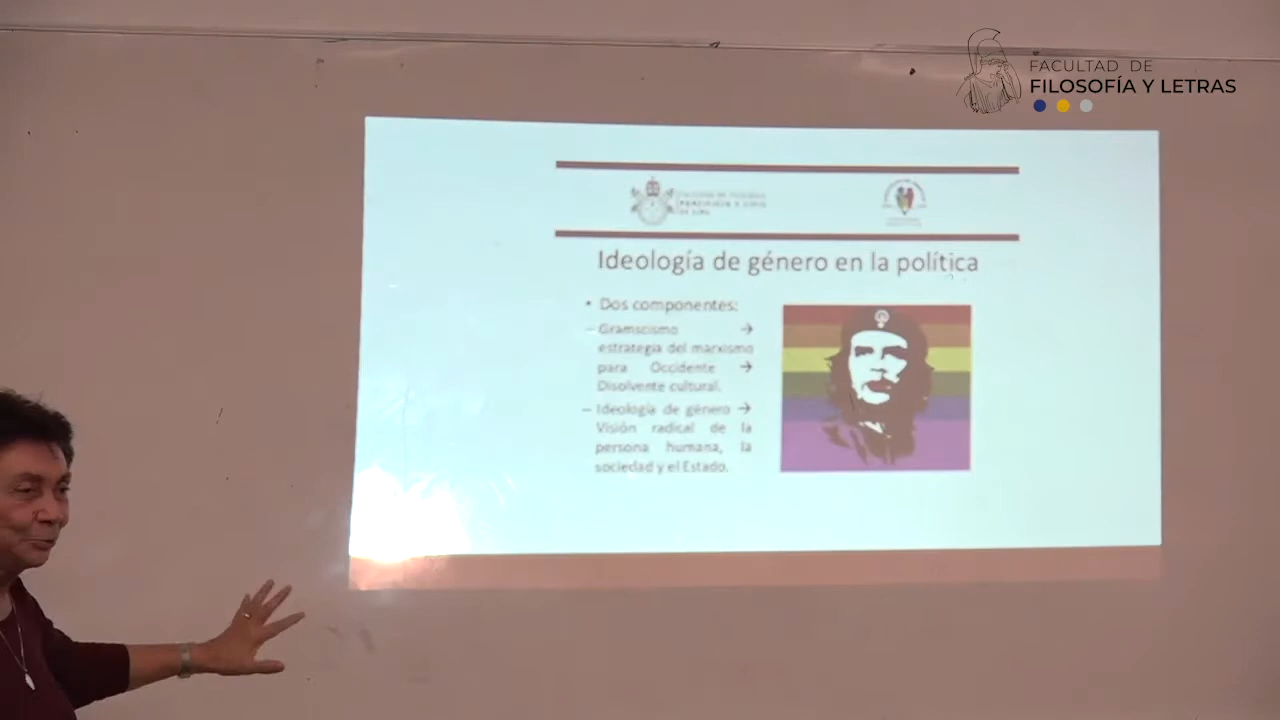 FACULTAD DE
FILOSOFÍA Y LETRAS
Ideología de género en la política
• Dos componentes:
– Gramscismo →
estrategia del marxismo
para Occidente →
Disolvente cultural.
– Ideología de género →
Visión radical de la
persona humana, la
sociedad y el Estado.